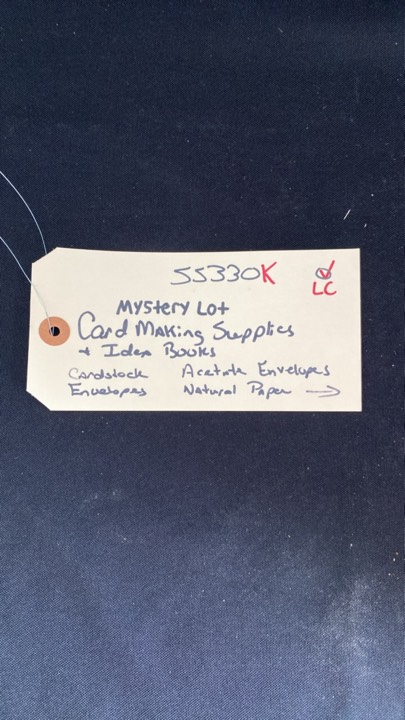 55330K
LC
Mystery Lot
Card Making Supplies
+ Idea Books
Cardstock Acetate Envelopes
Envelopes Natural Paper →